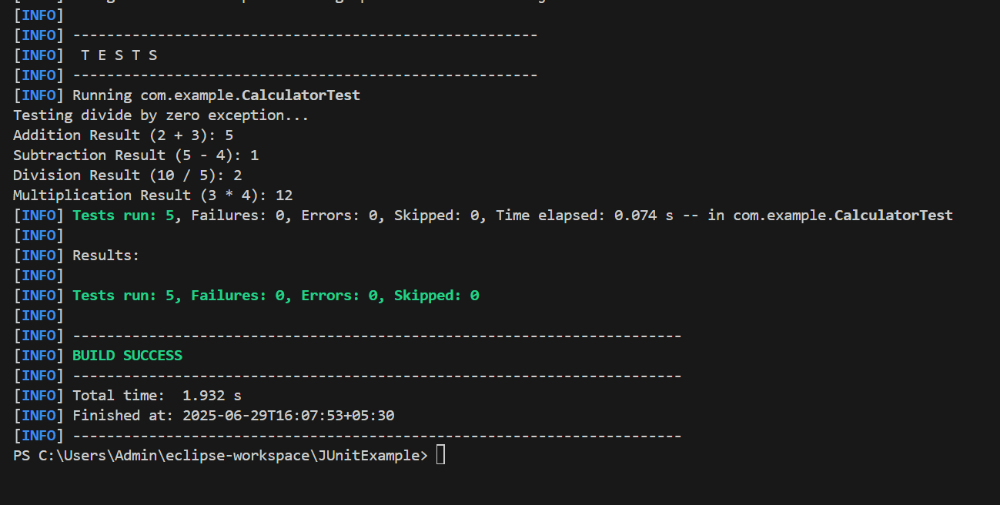 [INFO]
[INFO] -------------------------------------------------------
[INFO]  T E S T S
[INFO] -------------------------------------------------------
[INFO] Running com.example.CalculatorTest
Testing divide by zero exception...
Addition Result (2 + 3): 5
Subtraction Result (5 - 4): 1
Division Result (10 / 5): 2
Multiplication Result (3 * 4): 12
[INFO] Tests run: 5, Failures: 0, Errors: 0, Skipped: 0, Time elapsed: 0.074 s -- in com.example.CalculatorTest
[INFO]
[INFO] Results:
[INFO]
[INFO] Tests run: 5, Failures: 0, Errors: 0, Skipped: 0
[INFO]
[INFO] ------------------------------------------------------------------------
[INFO] BUILD SUCCESS
[INFO] ------------------------------------------------------------------------
[INFO] Total time:  1.932 s
[INFO] Finished at: 2025-06-29T16:07:53+05:30
[INFO] ------------------------------------------------------------------------
PS C:\Users\Admin\eclipse-workspace\JUnitExample>